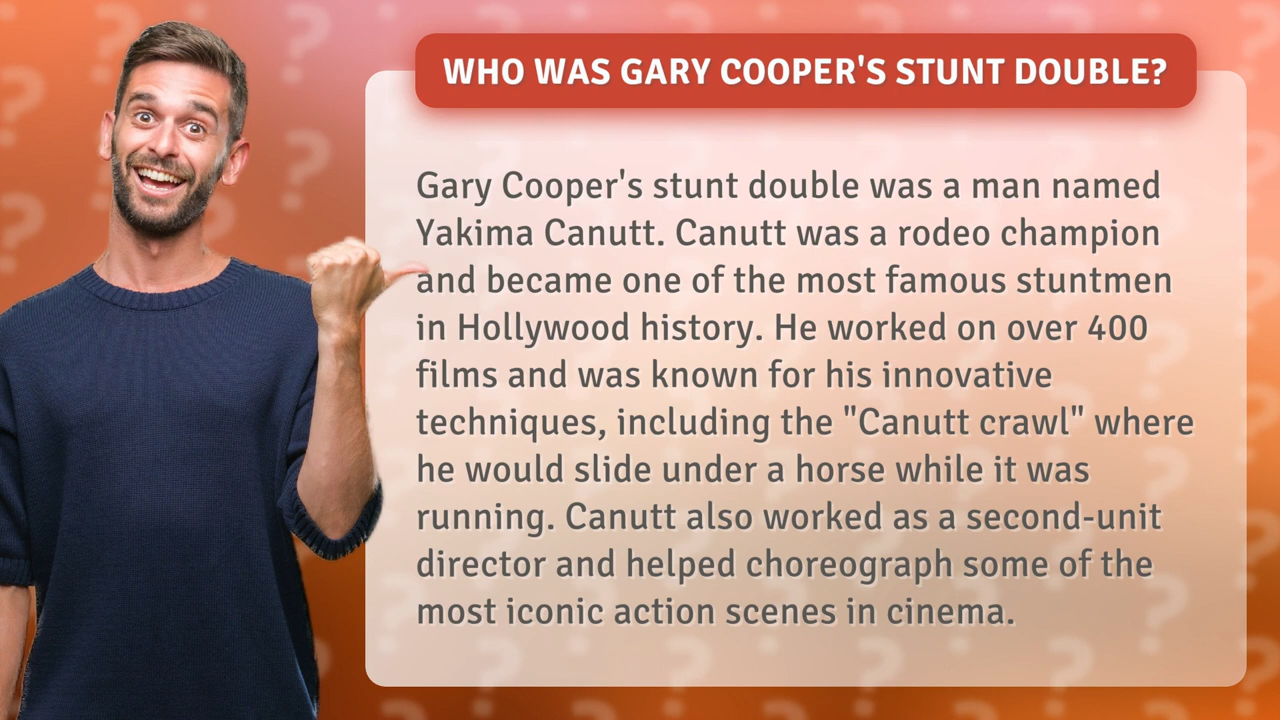 WHO WAS GARY COOPER'S STUNT DOUBLE?
Gary Cooper's stunt double was a man named
Yakima Canutt. Canutt was a rodeo champion
and became one of the most famous stuntmen
in Hollywood history. He worked on over 400
films and was known for his innovative
techniques, including the "Canutt crawl" where
he would slide under a horse while it was
running. Canutt also worked as a second-unit
director and helped choreograph some of the
most iconic action scenes in cinema.